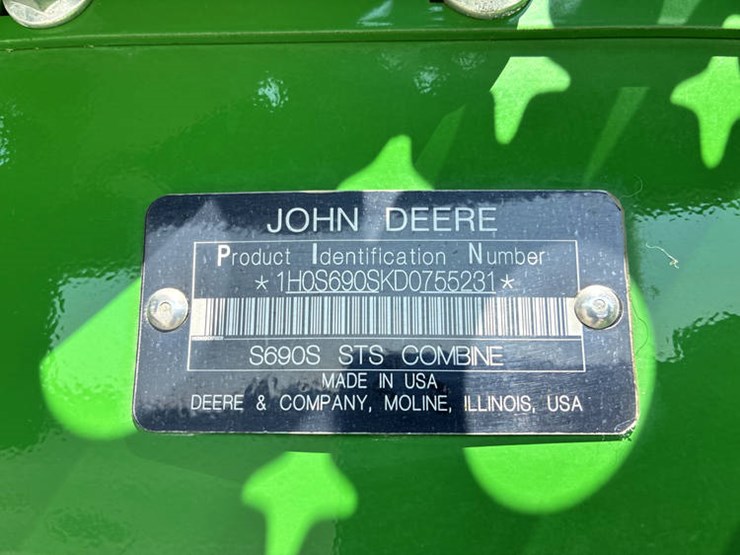 JOHN DEERE
Product Identification Number
*1H0S690SKD0755231*
S690S STS COMBINE
MADE IN USA
DEERE & COMPANY, MOLINE, ILLINOIS, USA